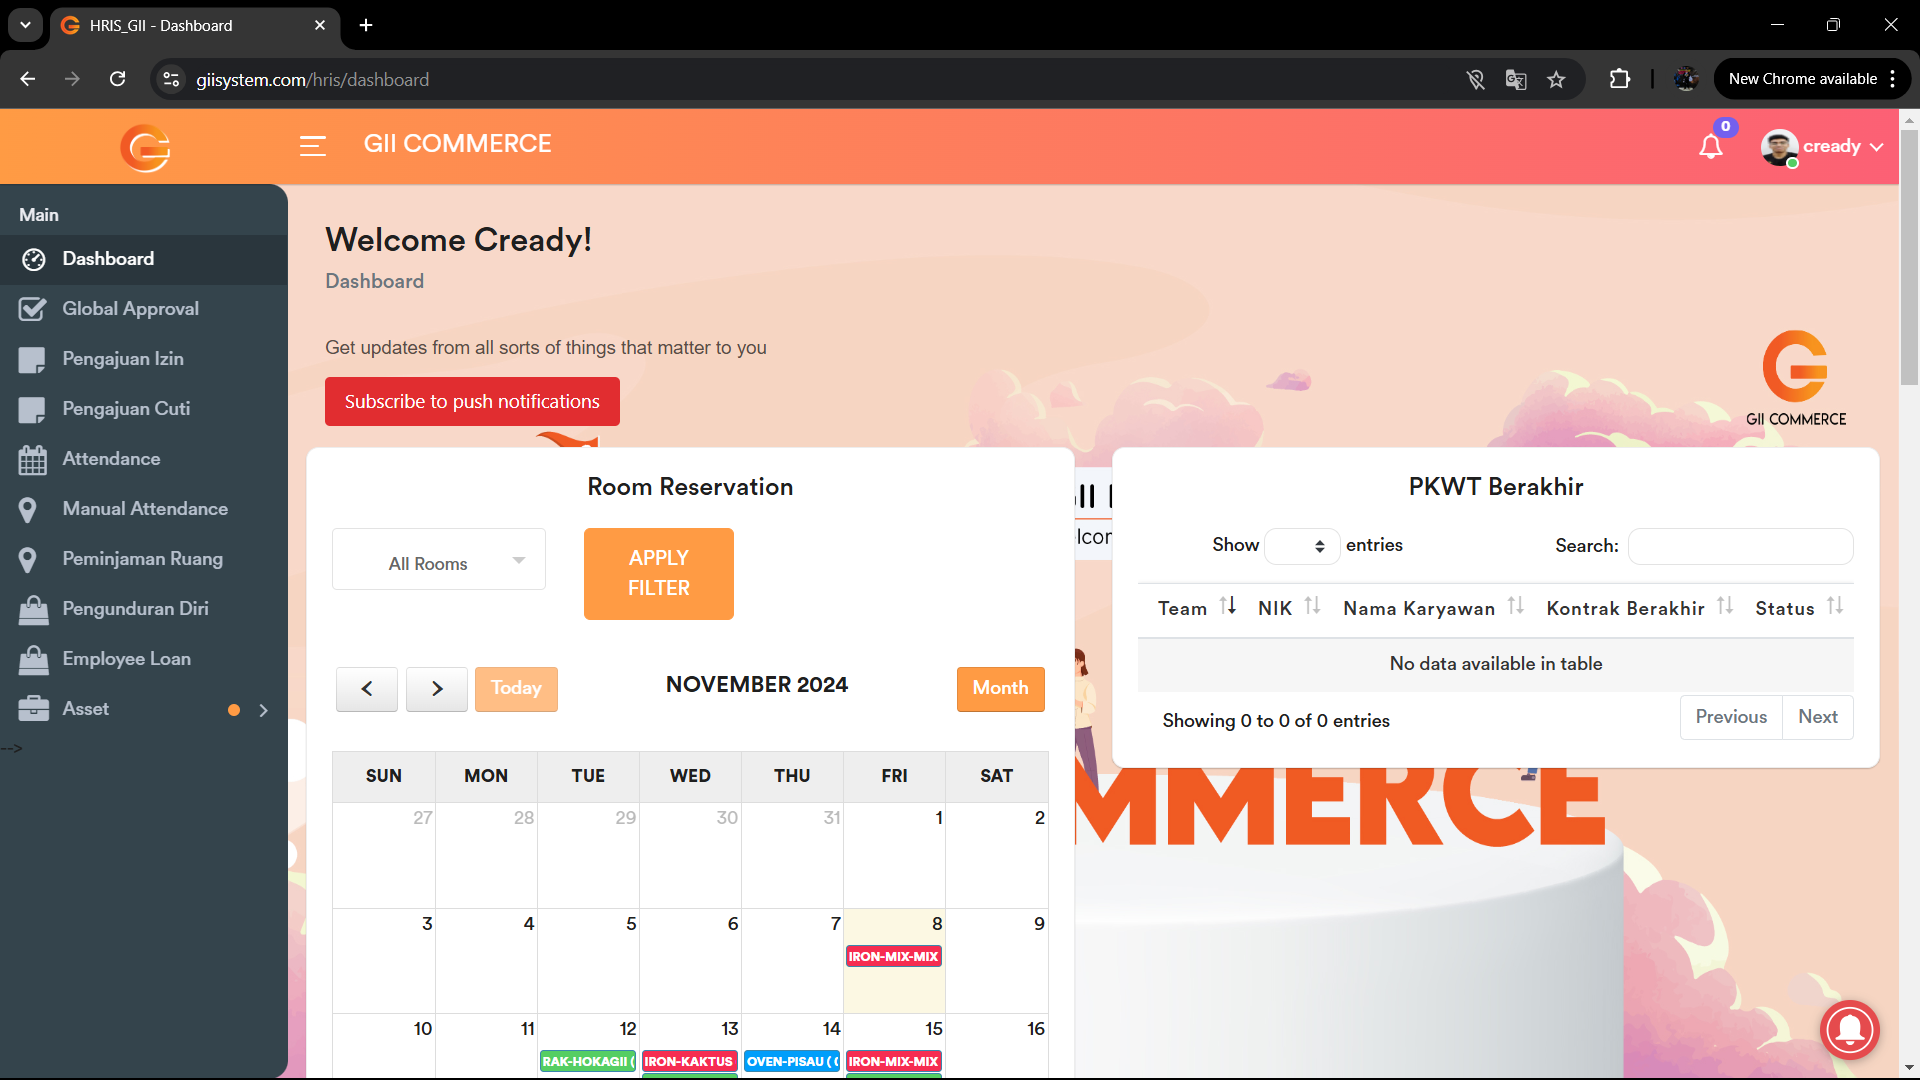 HRIS_GII - Dashboard
giisystem.com/hris/dashboard
New Chrome available
GII COMMERCE
0
cready
Main
Dashboard
Global Approval
Pengajuan Izin
Pengajuan Cuti
Attendance
Manual Attendance
Peminjaman Ruang
Pengunduran Diri
Employee Loan
Asset
-->
Welcome Cready!
Dashboard
Get updates from all sorts of things that matter to you
Subscribe to push notifications
GII COMMERCE
Room Reservation
All Rooms
APPLY
FILTER
Today
NOVEMBER 2024
Month
SUN MON TUE WED THU FRI SAT
27 28 29 30 31 1 2
3 4 5 6 7 8 9
IRON-MIX-MIX
10 11 12 13 14 15 16
RAK-HOKAGII ( IRON-KAKTUS OVEN-PISAU ( IRON-MIX-MIX
PKWT Berakhir
Show entries
Search:
Team NIK Nama Karyawan Kontrak Berakhir Status
No data available in table
Showing 0 to 0 of 0 entries
Previous Next
MMERCE